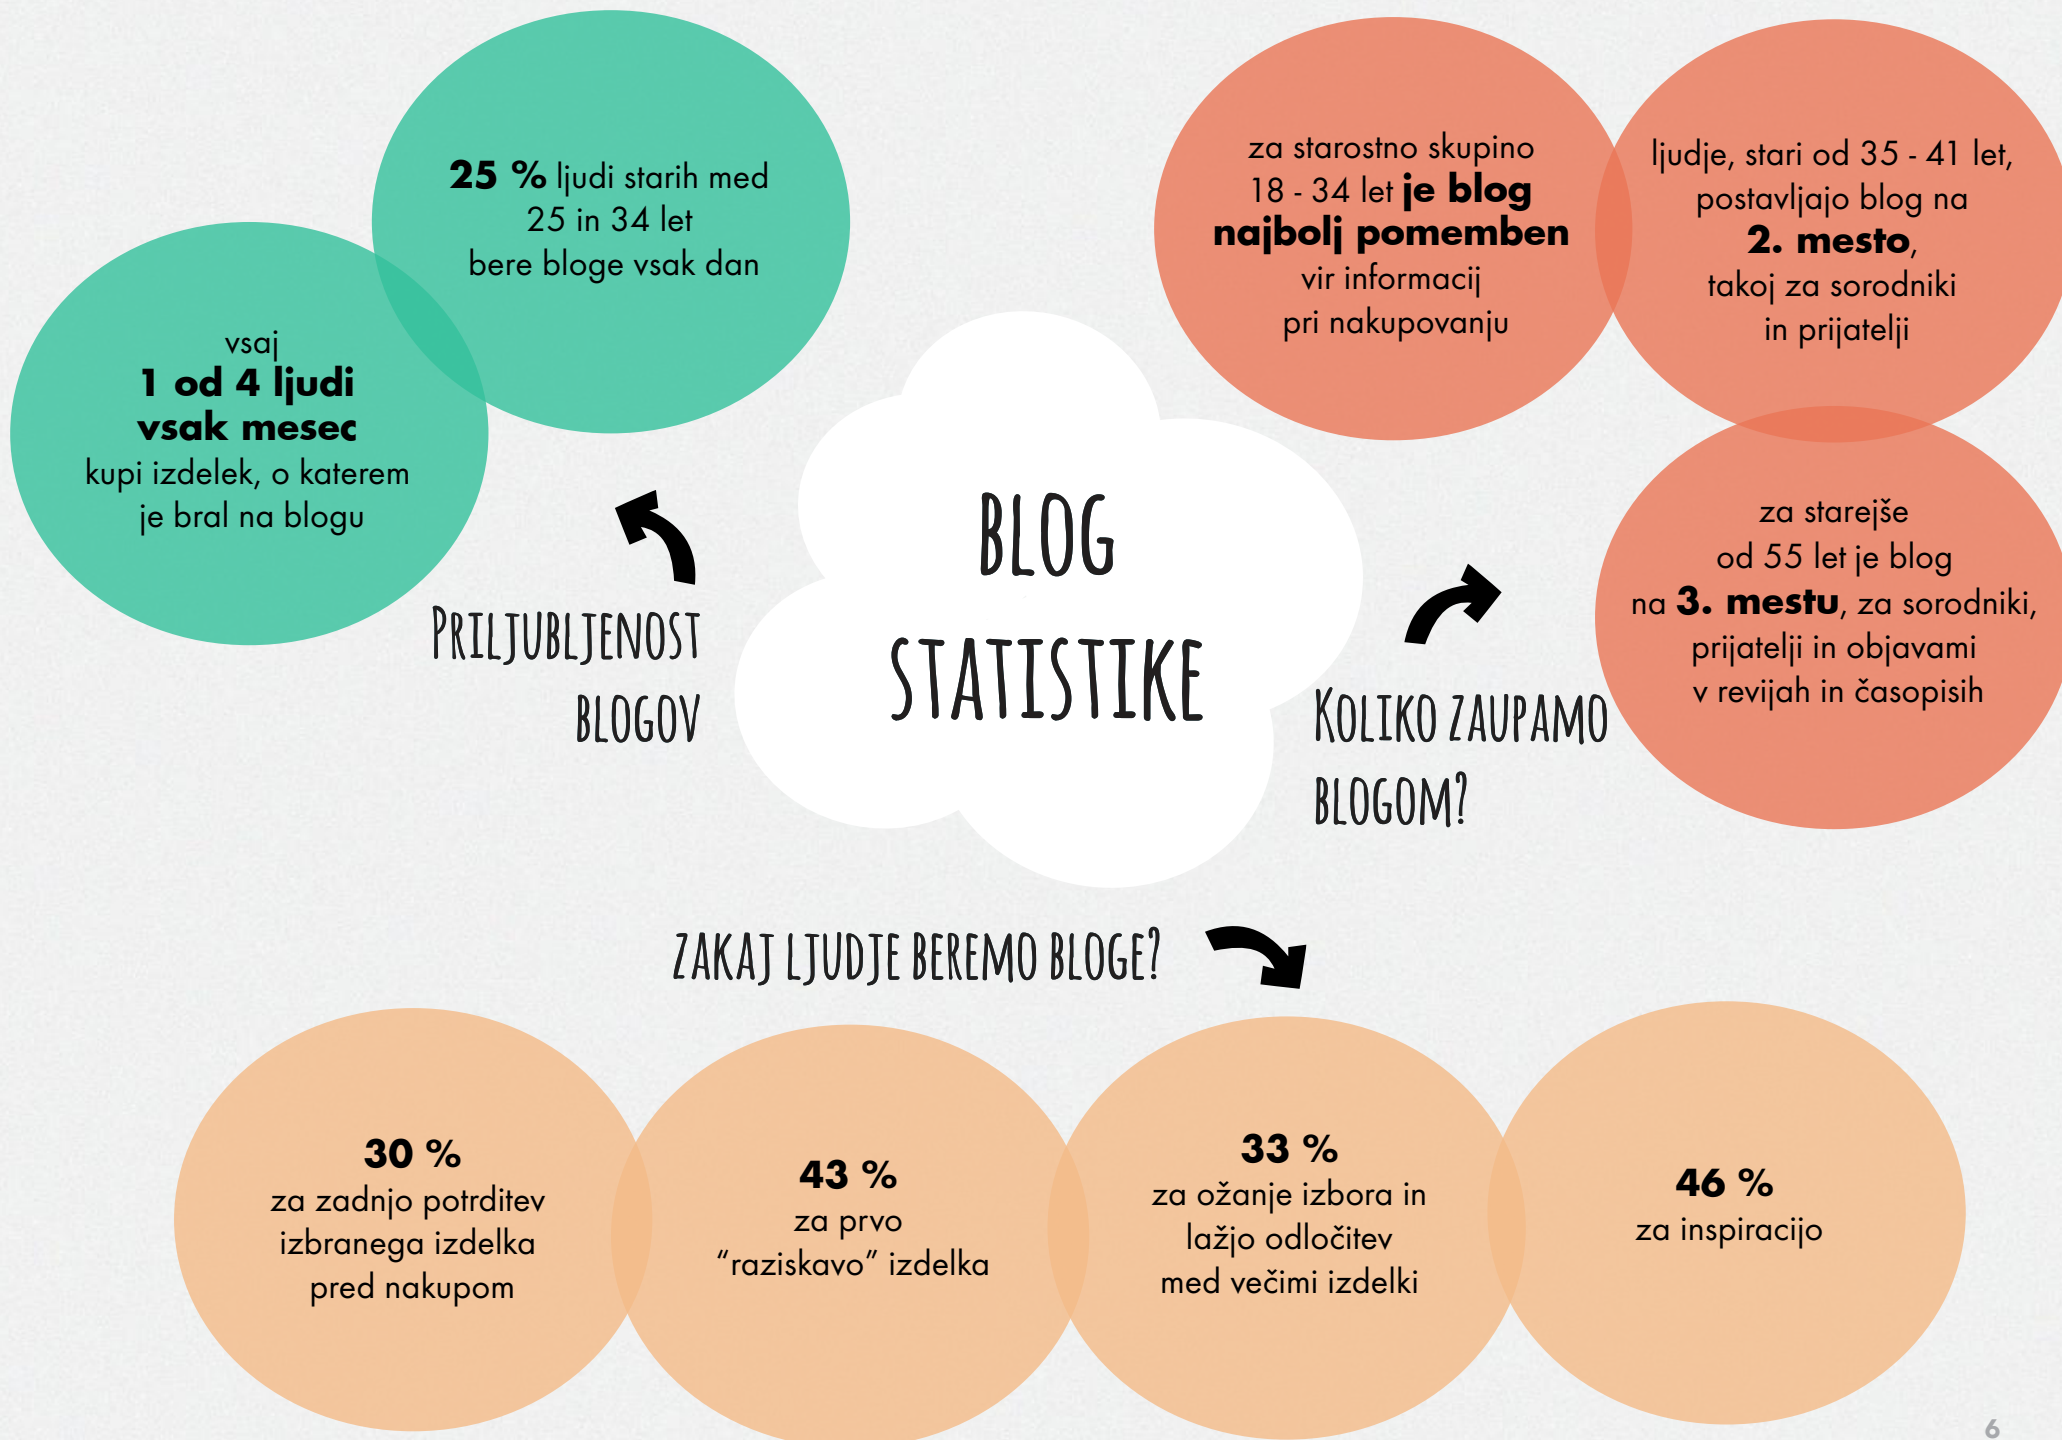 25 % ljudi starih med
25 in 34 let
bere bloge vsak dan
vsaj
1 od 4 ljudi
vsak mesec
kupi izdelek, o katerem
je bral na blogu
Priljubljenost
blogov
BLOG
STATISTIKE
za starostno skupino
18 - 34 let je blog
najbolj pomemben
vir informacij
pri nakupovanju
ljudje, stari od 35 - 41 let,
postavljajo blog na
2. mesto,
takoj za sorodniki
in prijatelji
za starejše
od 55 let je blog
na 3. mestu, za sorodniki,
prijatelji in objavami
v revijah in časopisih
Koliko zaupamo
blogom?
zakaj ljudje beremo bloge?
30 %
za zadnjo potrditev
izbranega izdelka
pred nakupom
43 %
za prvo
“raziskavo” izdelka
33 %
za ožanje izbora in
lažjo odločitev
med večimi izdelki
46 %
za inspiracijo
6